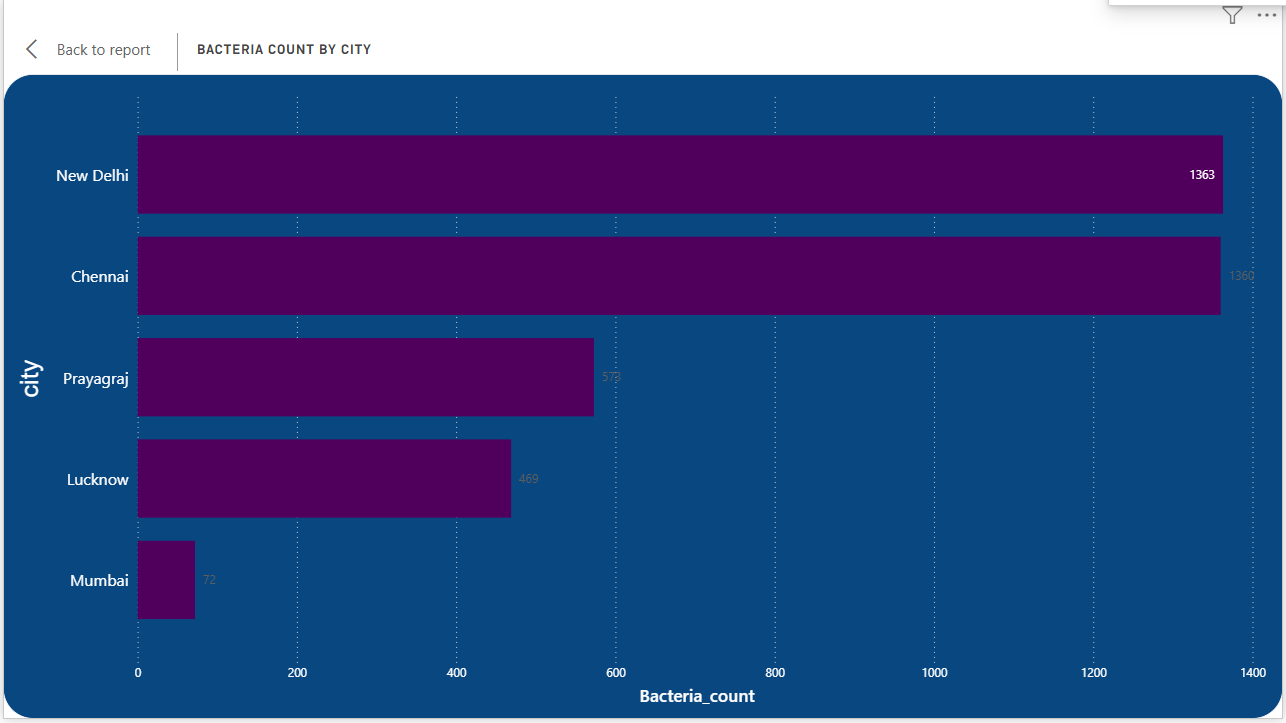 Back to report
BACTERIA COUNT BY CITY
New Delhi
1363
Chennai
1360
city
Prayagraj
573
Lucknow
469
Mumbai
72
0 200 400 600 800 1000 1200 1400
Bacteria_count